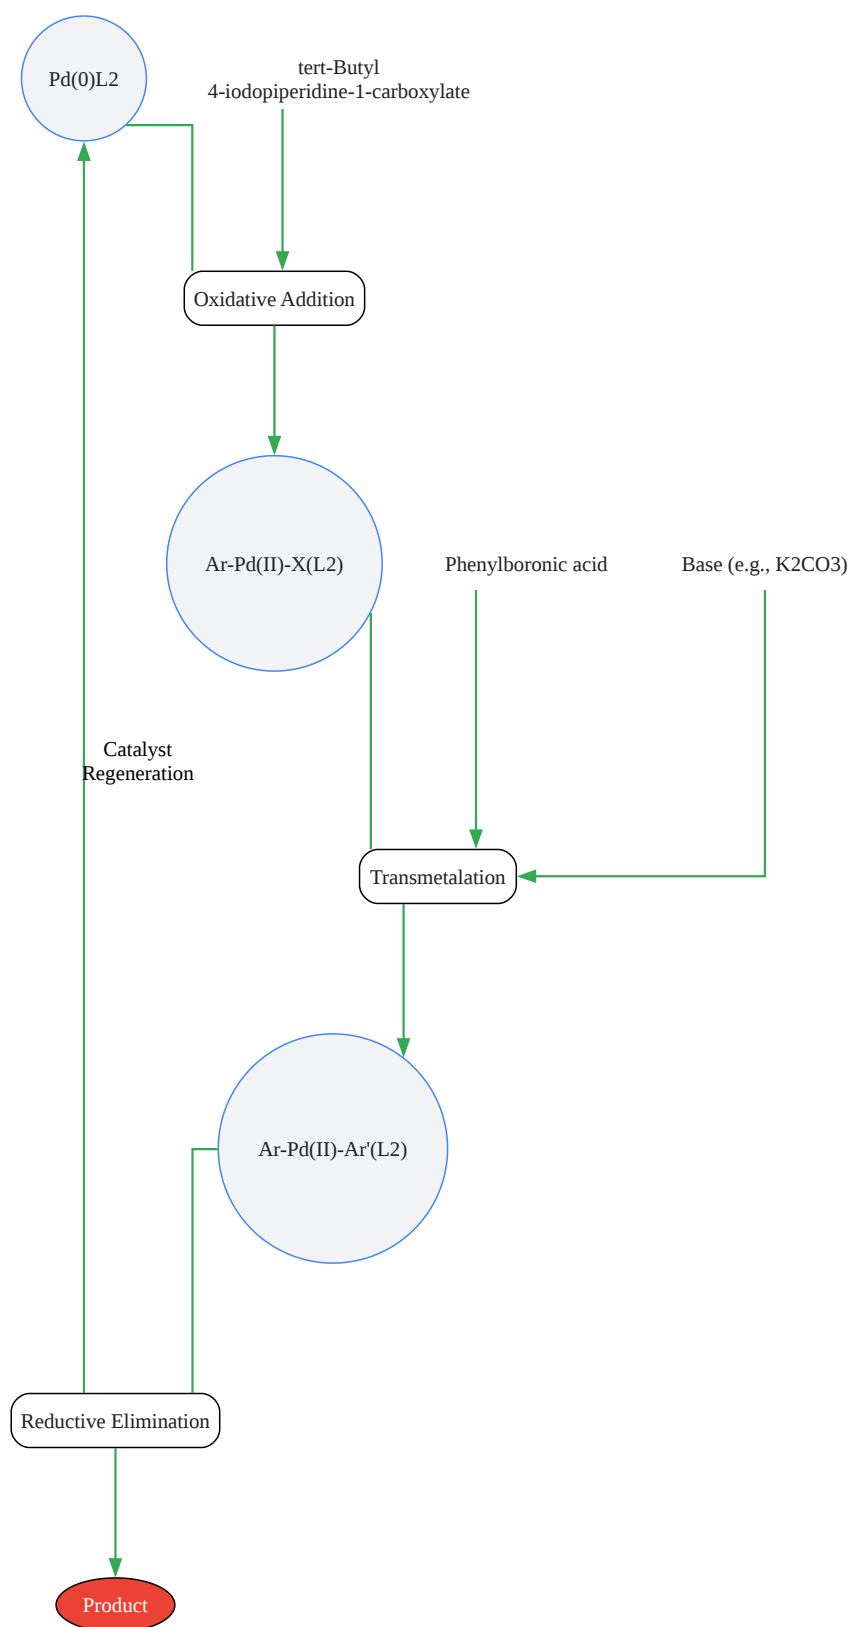 Pd(0)L2
tert-Butyl
4-iodopiperidine-1-carboxylate
Oxidative Addition
Ar-Pd(II)-X(L2)
Phenylboronic acid
Base (e.g., K2CO3)
Catalyst
Regeneration
Transmetalation
Ar-Pd(II)-Ar'(L2)
Reductive Elimination
Product